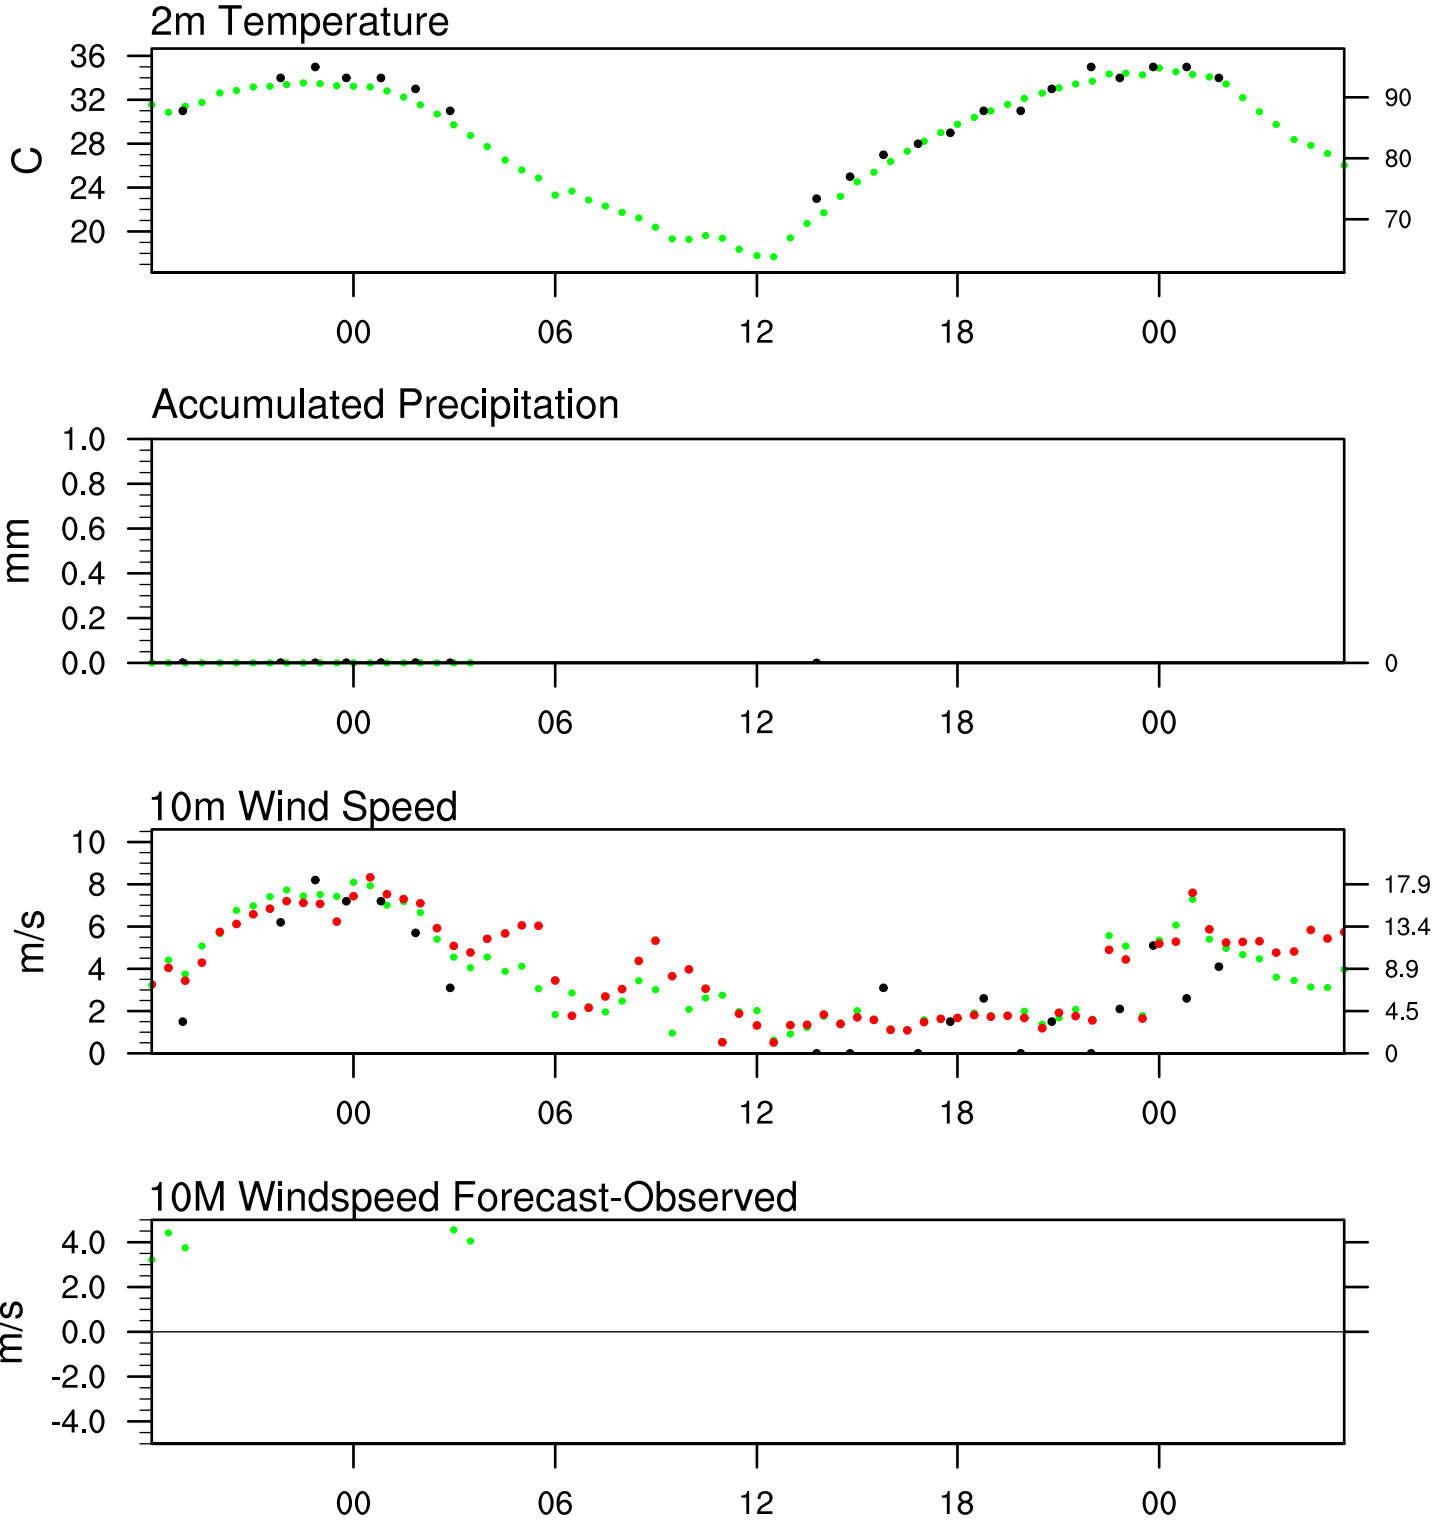 2m Temperature
36
32
28
24
20
C
90
80
70
00 06 12 18 00
Accumulated Precipitation
1.0
0.8
0.6
0.4
0.2
0.0
mm
0
00 06 12 18 00
10m Wind Speed
10
8
6
4
2
0
m/s
17.9
13.4
8.9
4.5
0
00 06 12 18 00
10M Windspeed Forecast-Observed
4.0
2.0
0.0
-2.0
-4.0
m/s
00 06 12 18 00